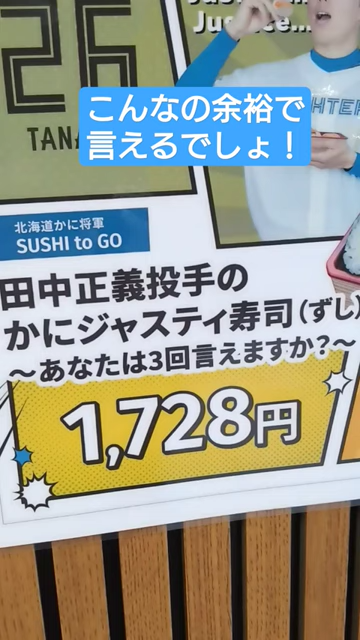 Justice...
26
TANA
こんなの余裕で
言えるでしょ！
北海道かに将軍
SUSHI to GO
田中正義投手の
かにジャスティ寿司(ずし)
～あなたは3回言えますか?～
1,728円